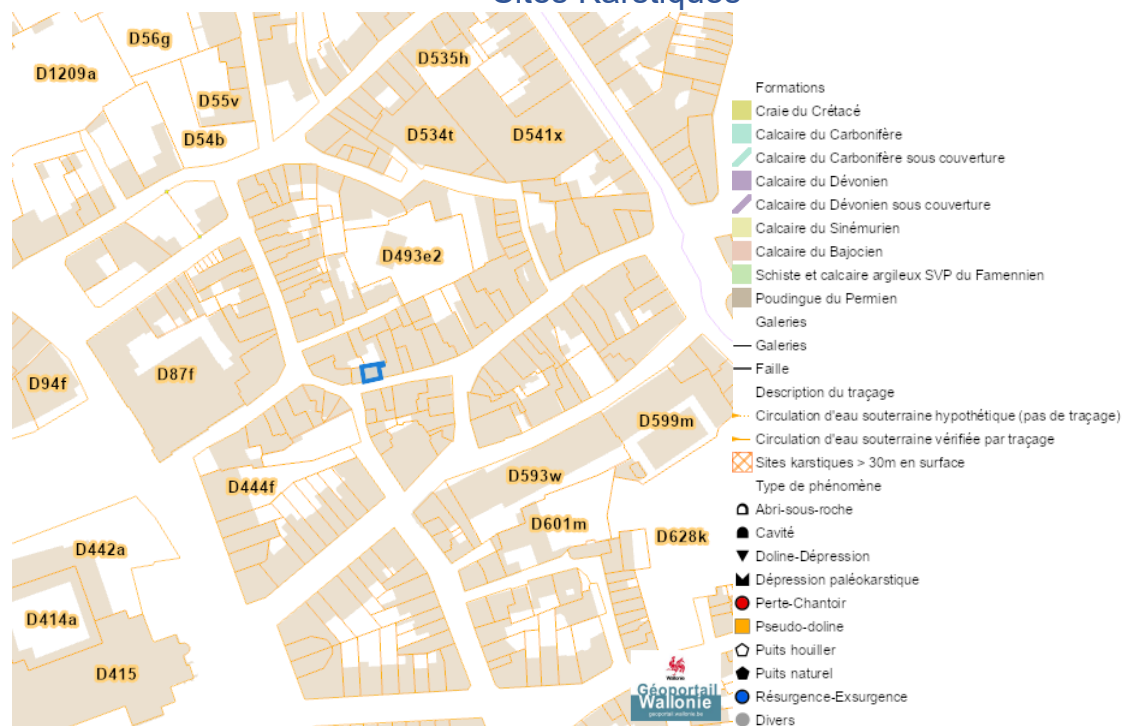 Sites Karstiques
D56g
D1209a
D535h
D55v
D534t
D541x
D54b
D493e2
D94f
D87f
D599m
D444f
D593w
D601m
D442a
D628k
D414a
D415
Wallonie
Géoportail
Wallonie
geoportail.wallonie.be
Formations
Craie du Crétacé
Calcaire du Carbonifère
Calcaire du Carbonifère sous couverture
Calcaire du Dévonien
Calcaire du Dévonien sous couverture
Calcaire du Sinémurien
Calcaire du Bajocien
Schiste et calcaire argileux SVP du Famennien
Poudingue du Permien
Galeries
Galeries
Faille
Description du traçage
Circulation d'eau souterraine hypothétique (pas de traçage)
Circulation d'eau souterraine vérifiée par traçage
Sites karstiques > 30m en surface
Type de phénomène
Abri-sous-roche
Cavité
Doline-Dépression
Dépression paléokarstique
Perte-Chantoir
Pseudo-doline
Puits houiller
Puits naturel
Résurgence-Exsurgence
Divers